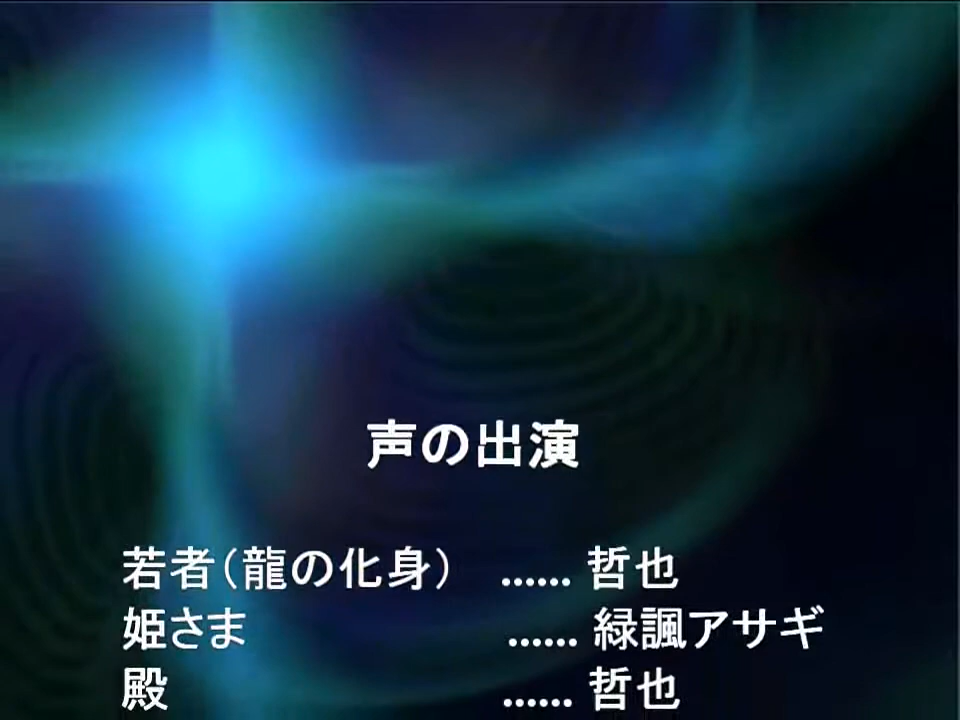 声の出演
若者（龍の化身） ...... 哲也
姫さま ...... 緑諷アサギ
殿 ...... 哲也